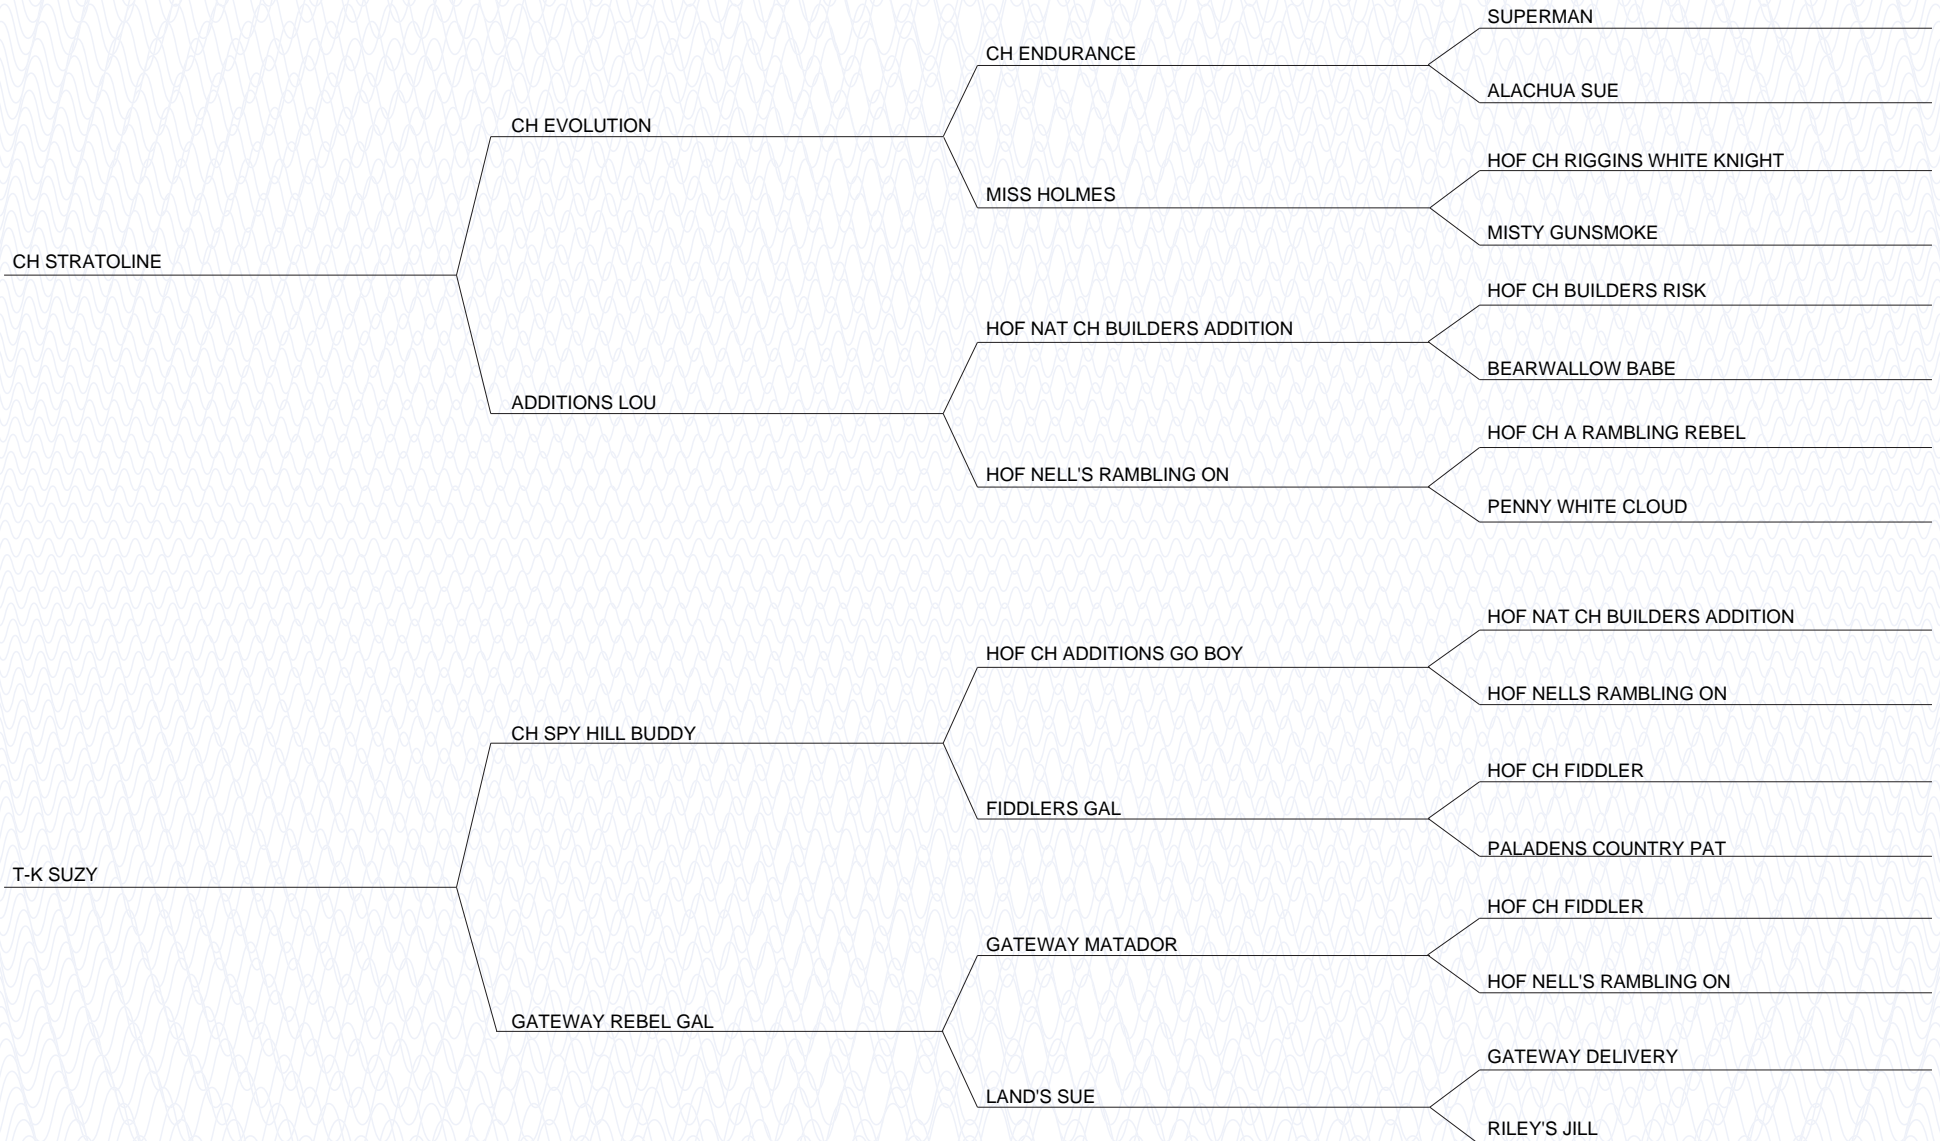 SUPERMAN
CH ENDURANCE
ALACHUA SUE
CH EVOLUTION
HOF CH RIGGINS WHITE KNIGHT
MISS HOLMES
MISTY GUNSMOKE
CH STRATOLINE
HOF CH BUILDERS RISK
HOF NAT CH BUILDERS ADDITION
BEARWALLOW BABE
ADDITIONS LOU
HOF CH A RAMBLING REBEL
HOF NELL'S RAMBLING ON
PENNY WHITE CLOUD
HOF NAT CH BUILDERS ADDITION
HOF CH ADDITIONS GO BOY
HOF NELLS RAMBLING ON
CH SPY HILL BUDDY
HOF CH FIDDLER
FIDDLERS GAL
PALADENS COUNTRY PAT
T-K SUZY
HOF CH FIDDLER
GATEWAY MATADOR
HOF NELL'S RAMBLING ON
GATEWAY REBEL GAL
GATEWAY DELIVERY
LAND'S SUE
RILEY'S JILL